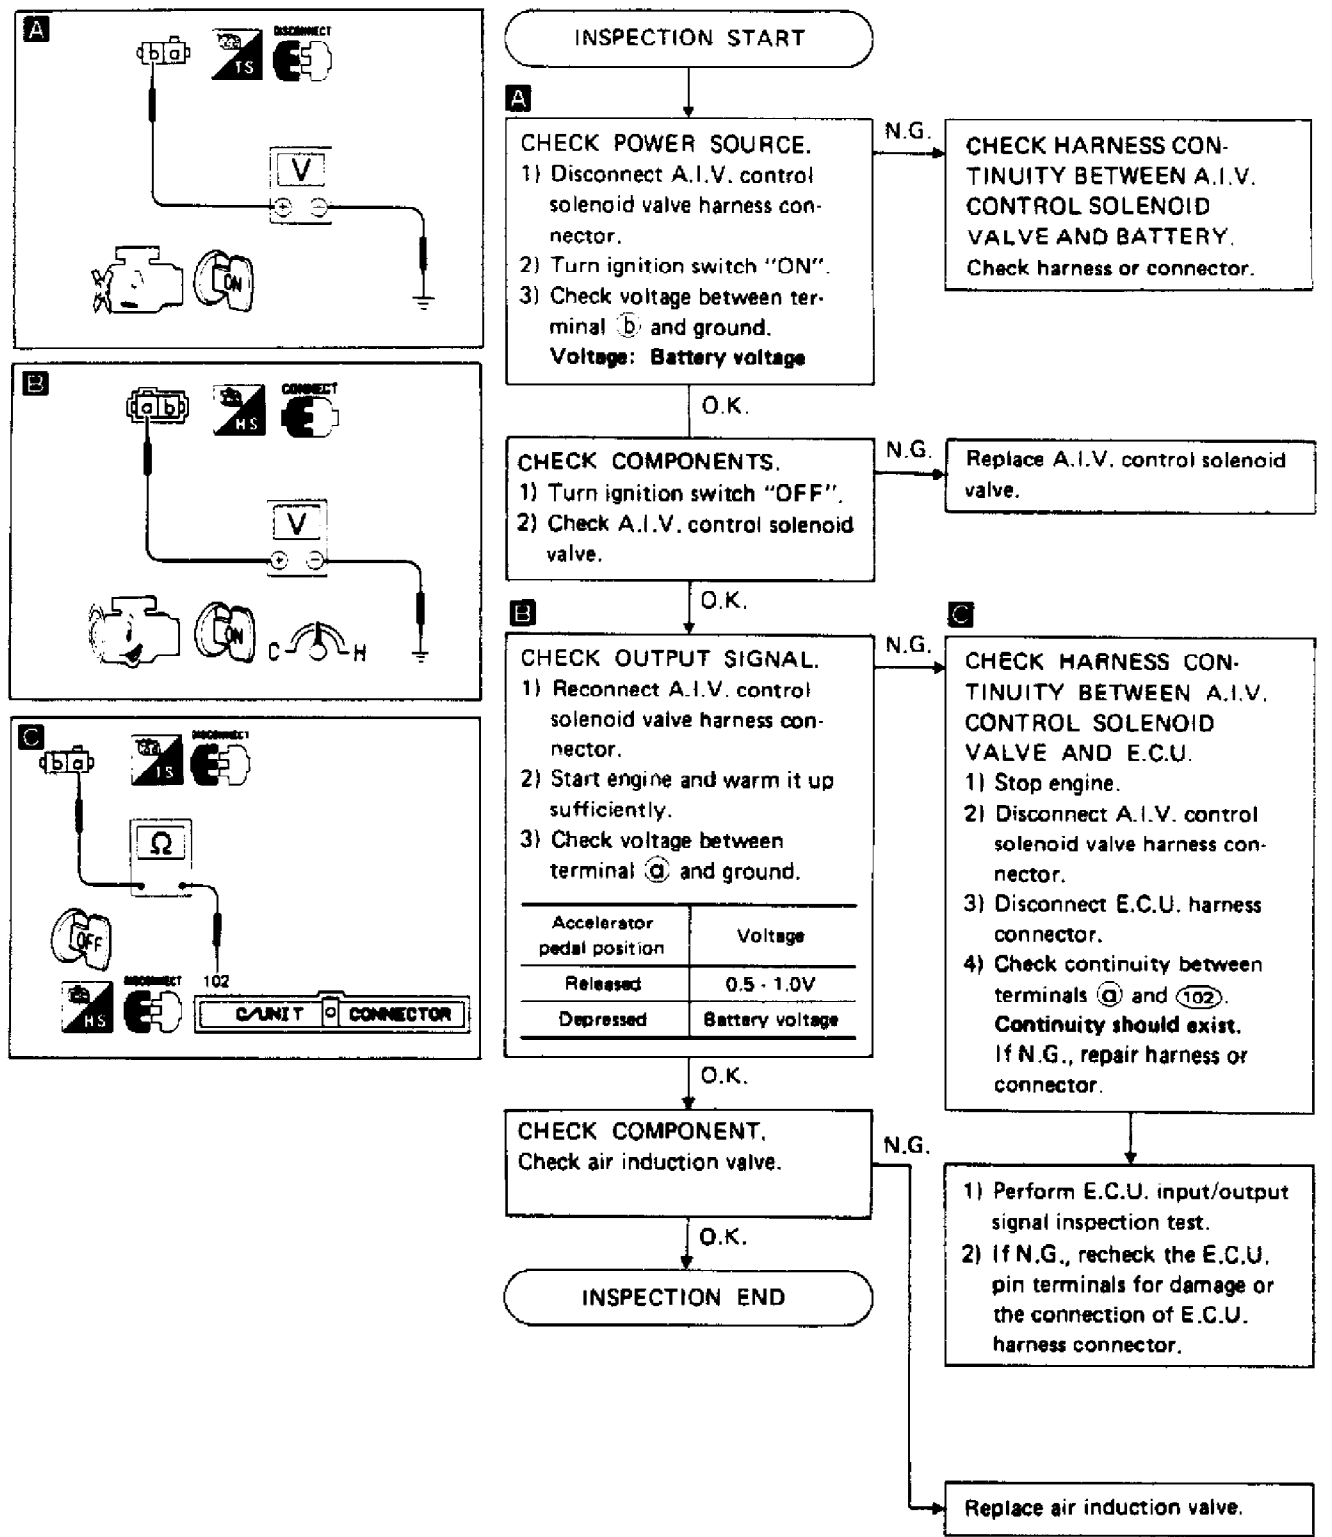 A
b a
TS
DISCONNECT
V
+ −
ON
B
a b
HS
CONNECT
V
+ −
ON
C H
C
b a
TS
DISCONNECT
Ω
OFF
HS
DISCONNECT
102
C/UNIT CONNECTOR
INSPECTION START
A
CHECK POWER SOURCE.
1) Disconnect A.I.V. control
solenoid valve harness con-
nector.
2) Turn ignition switch "ON".
3) Check voltage between ter-
minal ⓑ and ground.
Voltage: Battery voltage
N.G.
CHECK HARNESS CON-
TINUITY BETWEEN A.I.V.
CONTROL SOLENOID
VALVE AND BATTERY.
Check harness or connector.
O.K.
CHECK COMPONENTS.
1) Turn ignition switch "OFF".
2) Check A.I.V. control solenoid
valve.
N.G.
Replace A.I.V. control solenoid
valve.
O.K.
B
CHECK OUTPUT SIGNAL.
1) Reconnect A.I.V. control
solenoid valve harness con-
nector.
2) Start engine and warm it up
sufficiently.
3) Check voltage between
terminal ⓐ and ground.
Accelerator
pedal position
Voltage
Released 0.5 - 1.0V
Depressed Battery voltage
N.G.
C
CHECK HARNESS CON-
TINUITY BETWEEN A.I.V.
CONTROL SOLENOID
VALVE AND E.C.U.
1) Stop engine.
2) Disconnect A.I.V. control
solenoid valve harness con-
nector.
3) Disconnect E.C.U. harness
connector.
4) Check continuity between
terminals ⓐ and (102).
Continuity should exist.
If N.G., repair harness or
connector.
O.K.
CHECK COMPONENT.
Check air induction valve.
N.G.
1) Perform E.C.U. input/output
signal inspection test.
2) If N.G., recheck the E.C.U.
pin terminals for damage or
the connection of E.C.U.
harness connector.
O.K.
INSPECTION END
Replace air induction valve.